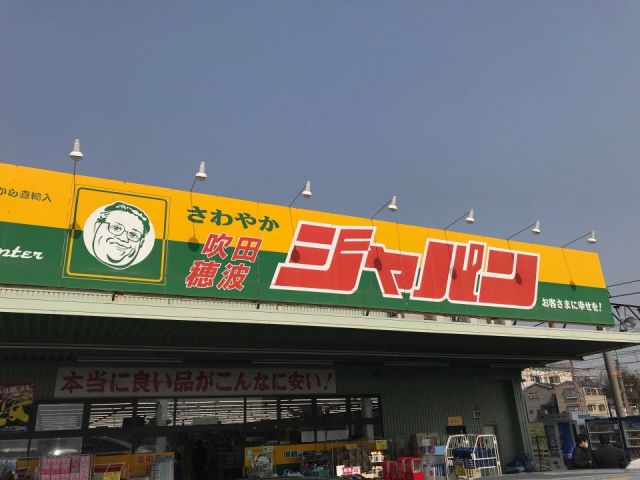 から直輸入
nter
さわやか
吹田
穂波
ジャパン
お客さまに幸せを!
本当に良い品がこんなに安い!